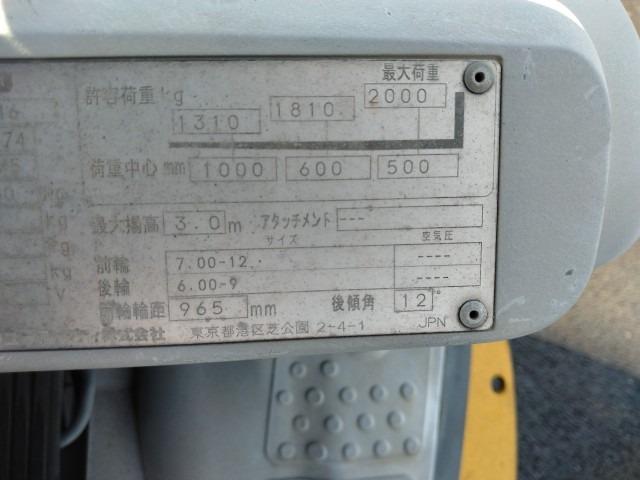 最大荷重
許容荷重 kg
1310 1810 2000
荷重中心 mm 1000 600 500
最大揚高 3.0 m アタッチメント ---
サイズ 空気圧
前輪 7.00-12 ----
後輪 6.00-9 ----
前輪輪距 965 mm 後傾角 12°
株式会社 東京都港区芝公園 2-4-1 JPN